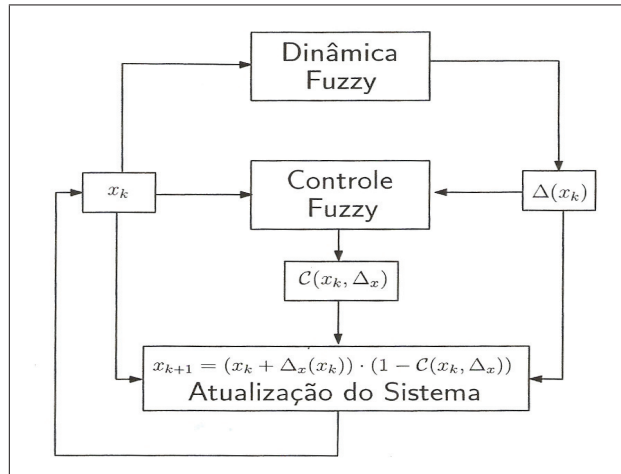 Dinâmica
Fuzzy
x_k
Controle
Fuzzy
Δ(x_k)
𝒞(x_k, Δ_x)
x_{k+1} = (x_k + Δ_x(x_k)) · (1 − 𝒞(x_k, Δ_x))
Atualização do Sistema